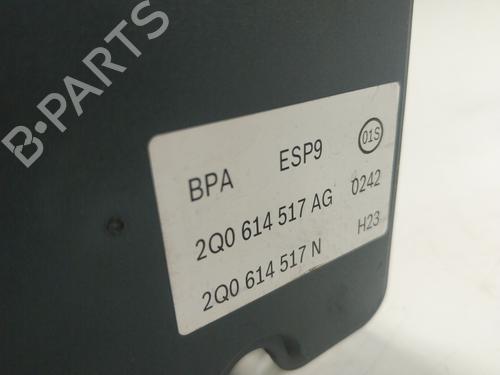 B-PARTS
BPA ESP9 01S
2Q0 614 517 AG 0242
2Q0 614 517 N H23